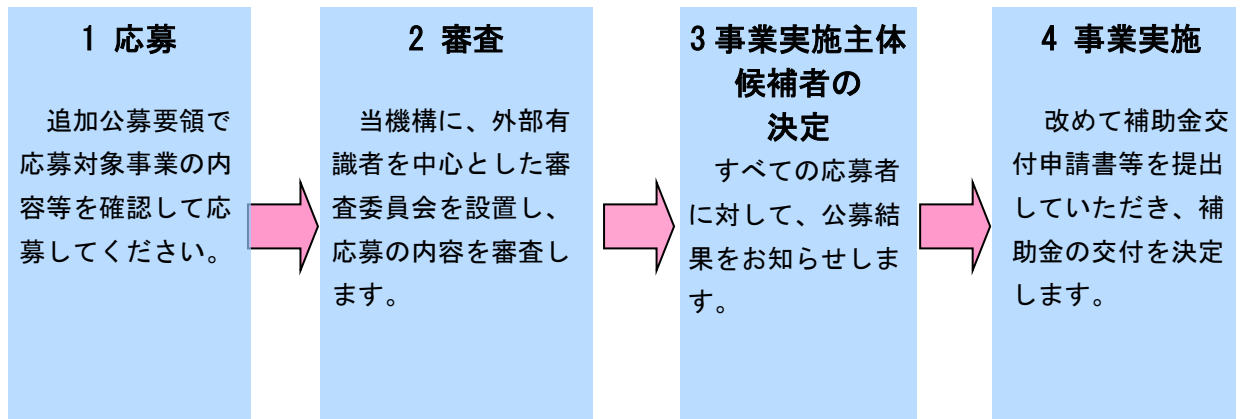 1 応募
追加公募要領で
応募対象事業の内
容等を確認して応
募してください。
2 審査
当機構に、外部有
識者を中心とした審
査委員会を設置し、
応募の内容を審査し
ます。
3 事業実施主体
候補者の
決定
すべての応募者
に対して、公募結
果をお知らせしま
す。
4 事業実施
改めて補助金交
付申請書等を提出
していただき、補
助金の交付を決定
します。